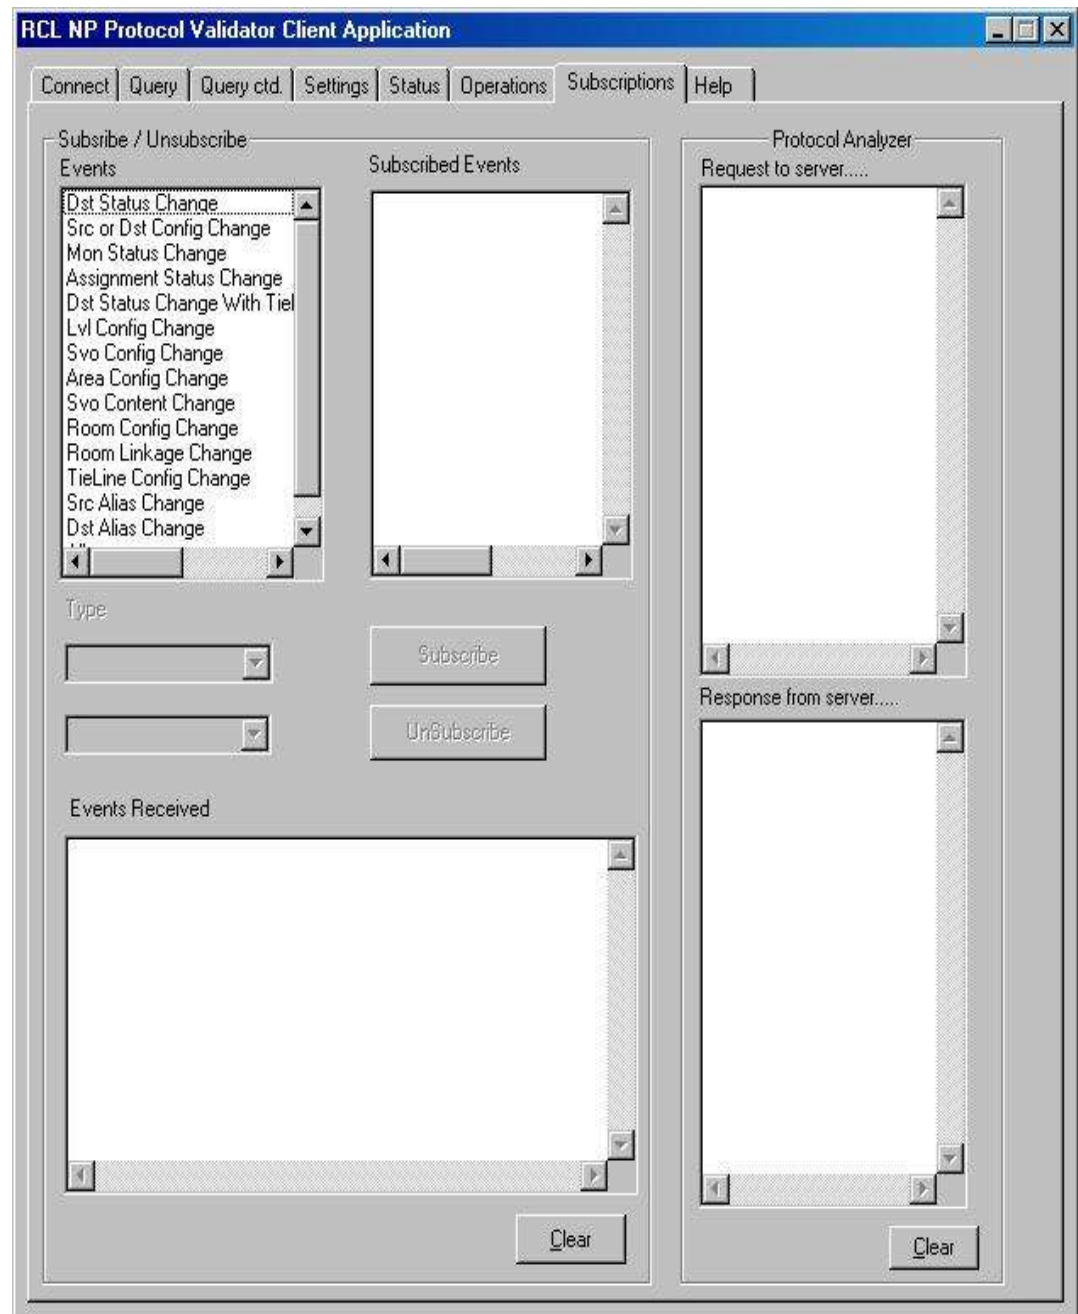 RCL NP Protocol Validator Client Application
Connect Query Query ctd. Settings Status Operations Subscriptions Help
Subsribe / Unsubscribe
Events
Dst Status Change
Src or Dst Config Change
Mon Status Change
Assignment Status Change
Dst Status Change With Tiel
Lvl Config Change
Svo Config Change
Area Config Change
Svo Content Change
Room Config Change
Room Linkage Change
TieLine Config Change
Src Alias Change
Dst Alias Change
Subscribed Events
Type
Subscribe
UnSubscribe
Events Received
Clear
Protocol Analyzer
Request to server.....
Response from server.....
Clear